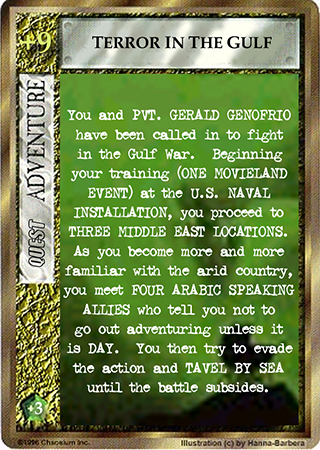 +9
TERROR IN THE GULF
QUEST ADVENTURE
You and PVT. GERALD GENOFRIO
have been called in to fight
in the Gulf War. Beginning
your training (ONE MOVIELAND
EVENT) at the U.S. NAVAL
INSTALLATION, you proceed to
THREE MIDDLE EAST LOCATIONS.
As you become more and more
familiar with the arid country,
you meet FOUR ARABIC SPEAKING
ALLIES who tell you not to
go out adventuring unless it
is DAY. You then try to evade
the action and TAVEL BY SEA
until the battle subsides.
+3
©1996 Chaosium Inc.
Illustration (c) by Hanna-Barbera